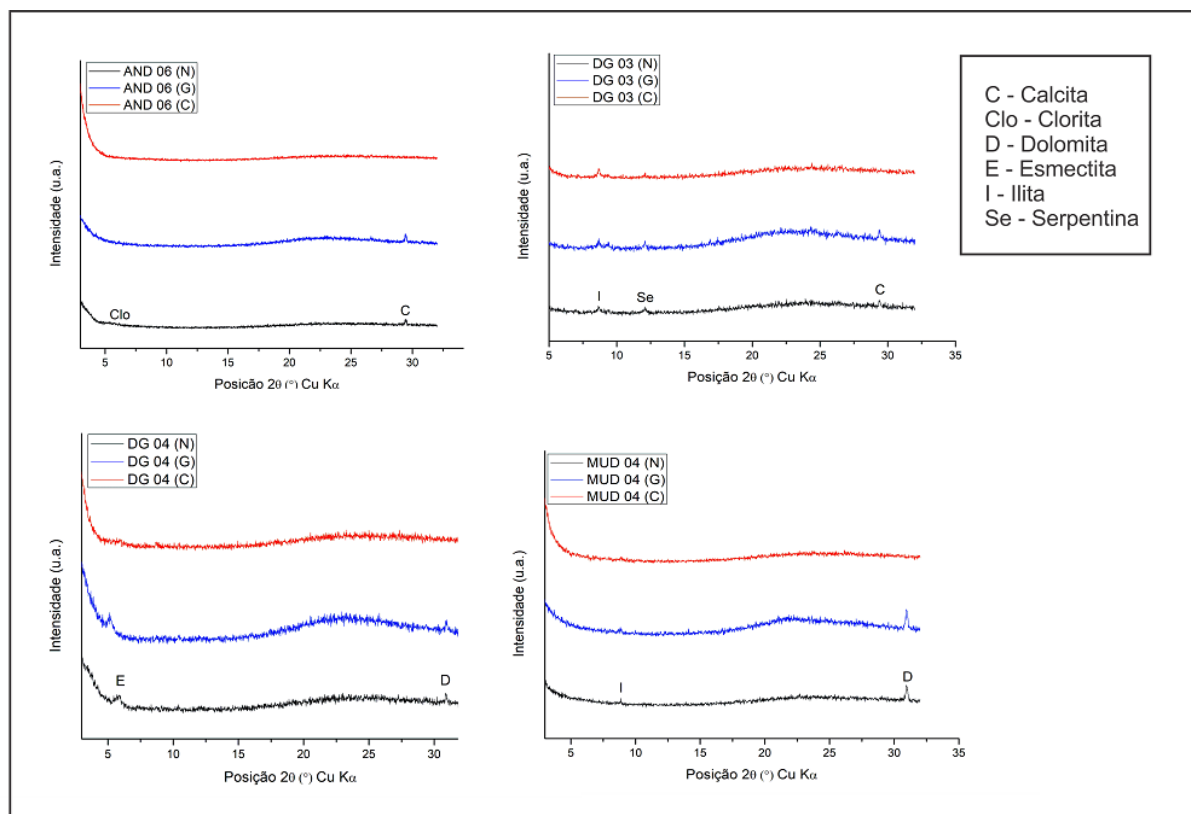 AND 06 (N)
AND 06 (G)
AND 06 (C)
Intensidade (u.a.)
Clo
C
5
10
15
20
25
30
Posicão 2θ (°) Cu Kα
DG 03 (N)
DG 03 (G)
DG 03 (C)
Intensidade (u.a.)
I
Se
C
5
10
15
20
25
30
35
Posicão 2θ (°) Cu Kα
C - Calcita
Clo - Clorita
D - Dolomita
E - Esmectita
I - Ilita
Se - Serpentina
DG 04 (N)
DG 04 (G)
DG 04 (C)
Intensidade (u.a.)
E
D
5
10
15
20
25
30
Posição 2θ (°) Cu Kα
MUD 04 (N)
MUD 04 (G)
MUD 04 (C)
Intensidade (u.a.)
I
D
5
10
15
20
25
30
35
Posição 2θ (°) Cu Kα